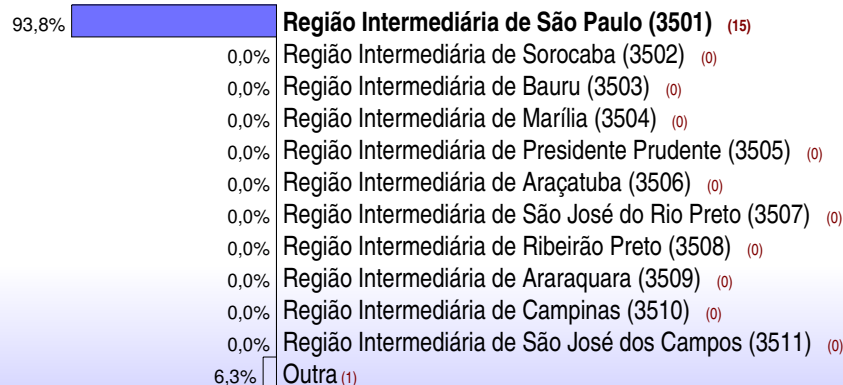 93,8% Região Intermediária de São Paulo (3501) (15)
0,0% Região Intermediária de Sorocaba (3502) (0)
0,0% Região Intermediária de Bauru (3503) (0)
0,0% Região Intermediária de Marília (3504) (0)
0,0% Região Intermediária de Presidente Prudente (3505) (0)
0,0% Região Intermediária de Araçatuba (3506) (0)
0,0% Região Intermediária de São José do Rio Preto (3507) (0)
0,0% Região Intermediária de Ribeirão Preto (3508) (0)
0,0% Região Intermediária de Araraquara (3509) (0)
0,0% Região Intermediária de Campinas (3510) (0)
0,0% Região Intermediária de São José dos Campos (3511) (0)
6,3% Outra (1)